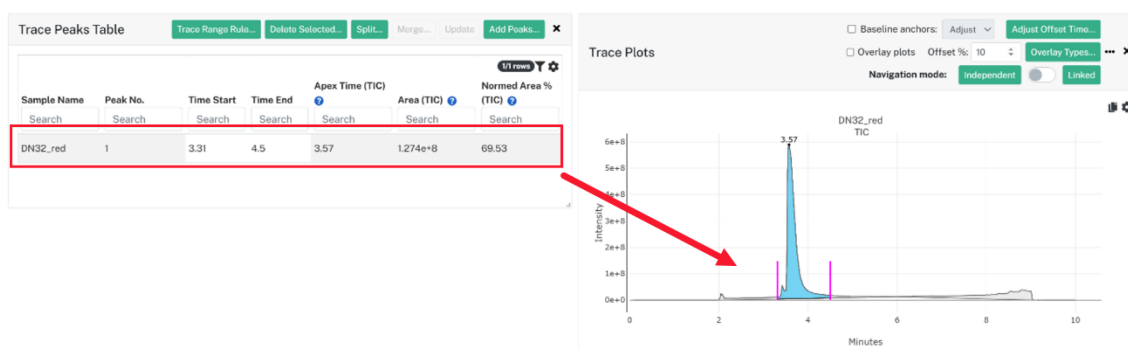 Trace Peaks Table
Trace Range Rule... Delete Selected... Split... Merge... Update Add Peaks... ×
1/1 rows
Sample Name Peak No. Time Start Time End Apex Time (TIC) ? Area (TIC) ? Normed Area % (TIC) ?
Search Search Search Search Search Search Search
DN32_red 1 3.31 4.5 3.57 1.274e+8 69.53
Trace Plots
Baseline anchors: Adjust Adjust Offset Time...
Overlay plots Offset %: 10 Overlay Types... ••• ×
Navigation mode: Independent Linked
DN32_red
TIC
3.57
6e+8
5e+8
4e+8
3e+8
2e+8
1e+8
0e+0
Intensity
0 2 4 6 8 10
Minutes